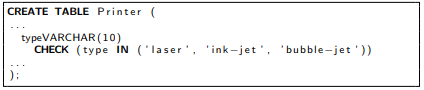 CREATE TABLE Printer (
...
typeVARCHAR(10)
CHECK (type IN ('laser', 'ink−jet', 'bubble−jet'))
...
);